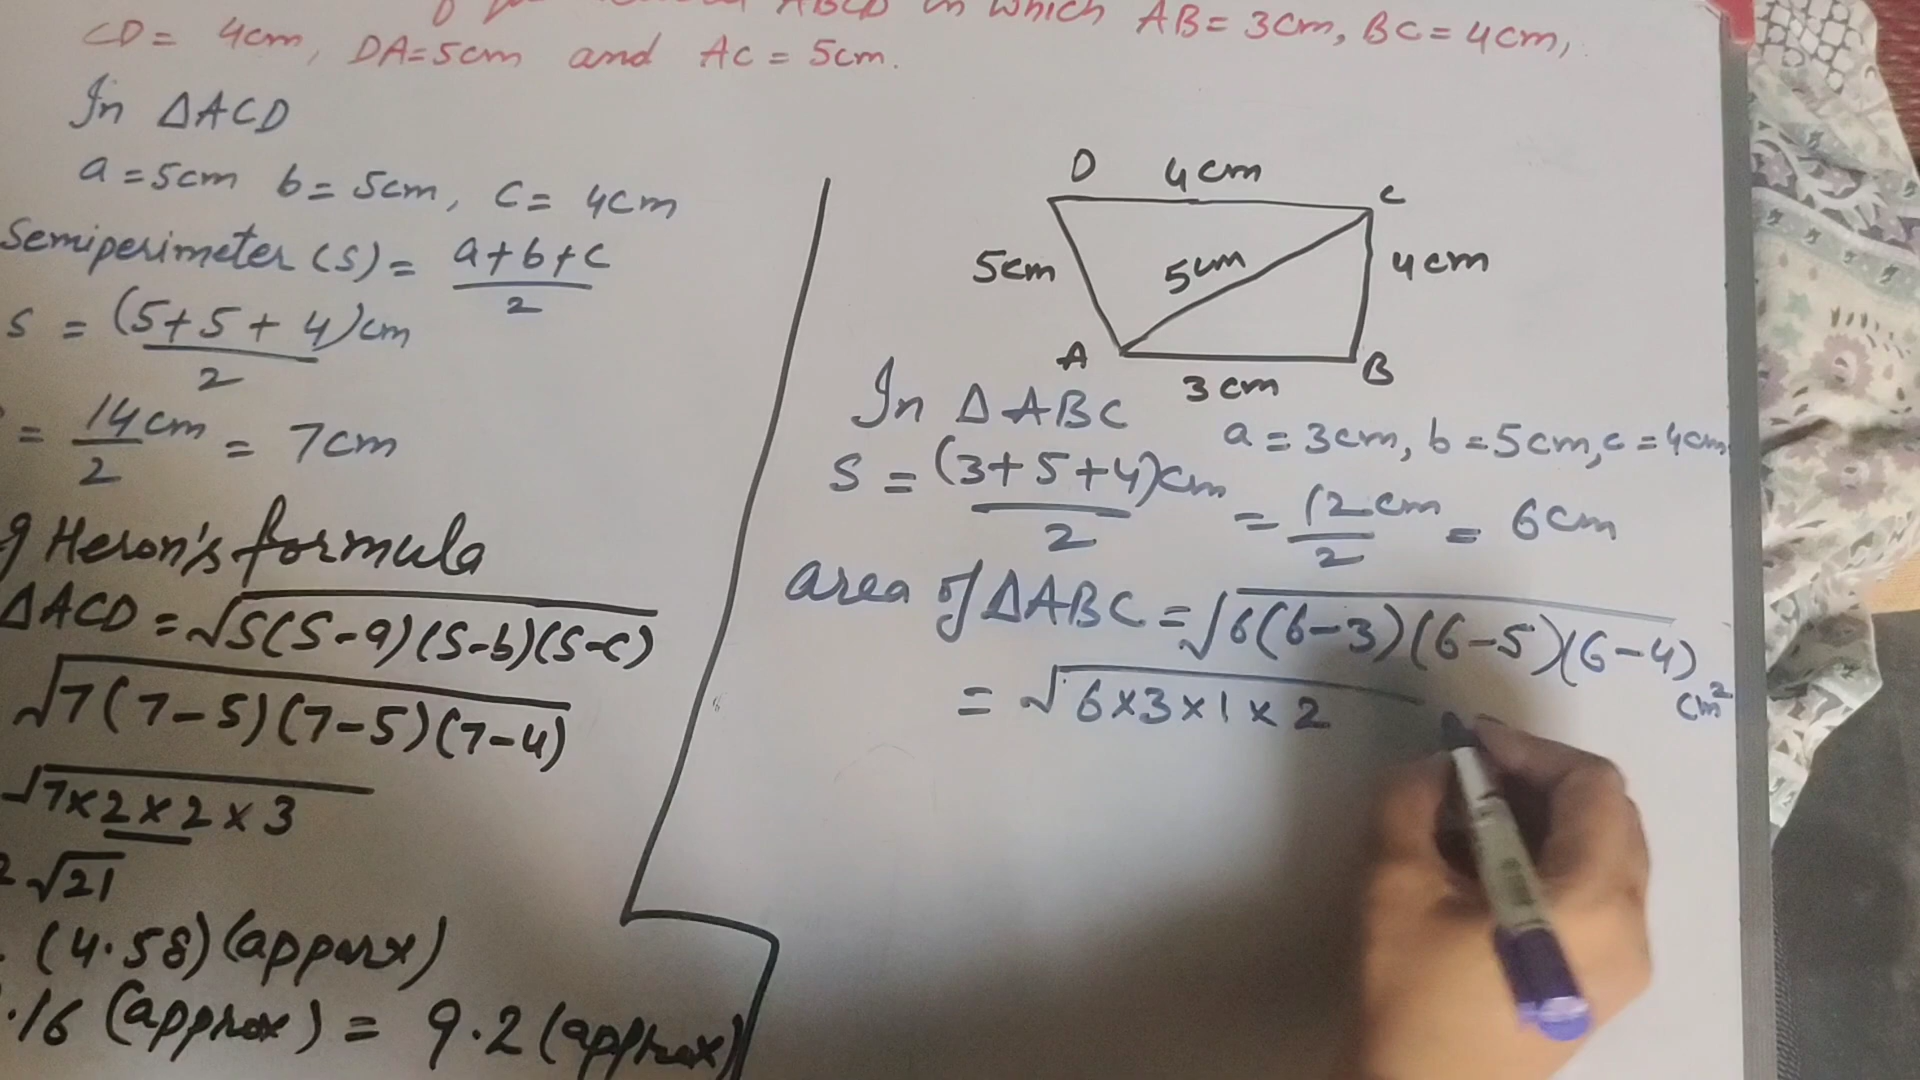 ABCD in which AB = 3cm, BC = 4cm,
CD = 4cm, DA=5cm and AC = 5cm.
In ΔACD
a = 5cm b = 5cm, c = 4cm
Semiperimeter (S) = a+b+c / 2
S = (5+5+4)cm / 2
= 14cm / 2 = 7cm
g Heron's formula
ΔACD = √S(S-a)(S-b)(S-c)
√7(7-5)(7-5)(7-4)
√7×2×2×3
2√21
(4.58)(apporx)
.16 (approx) = 9.2 (approx)
D 4cm C
5cm 5cm 4cm
A 3cm B
In ΔABC
a = 3cm, b = 5cm, c = 4cm
S = (3+5+4)cm / 2 = 12cm / 2 = 6cm
area of ΔABC = √6(6-3)(6-5)(6-4) cm²
= √6×3×1×2